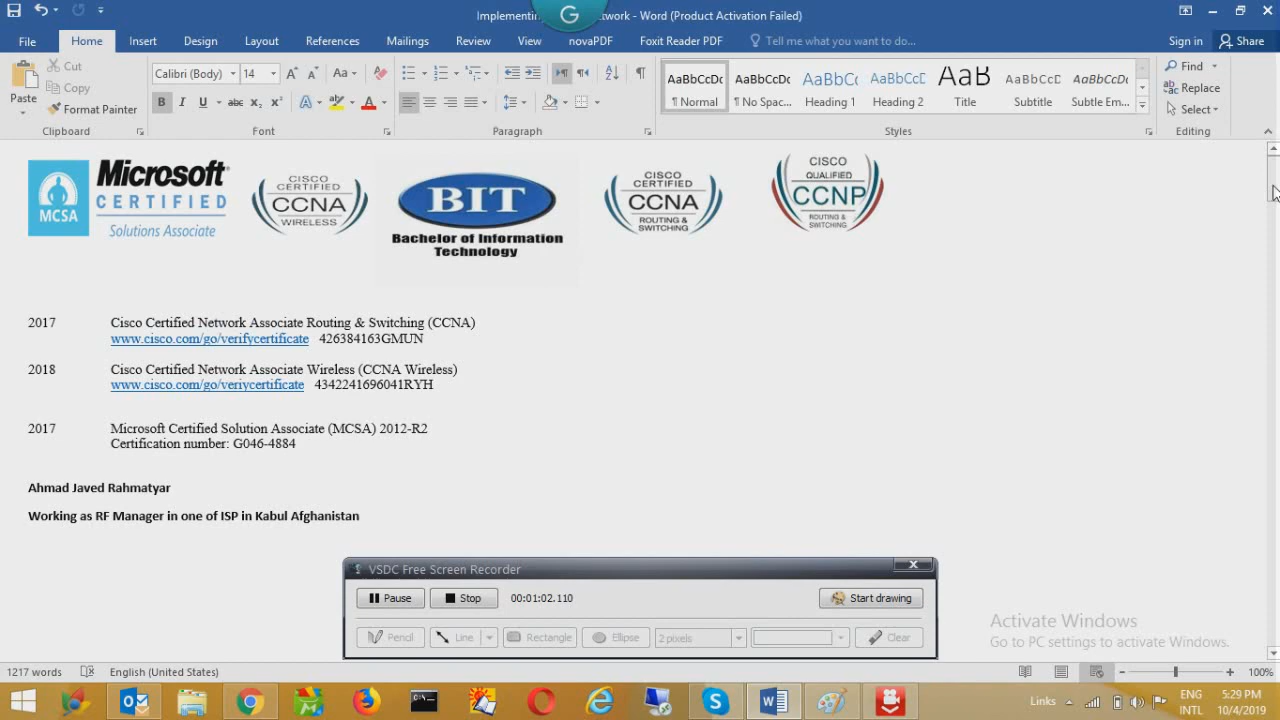 Implementin
twork - Word (Product Activation Failed)
G
File Home Insert Design Layout References Mailings Review View novaPDF Foxit Reader PDF Tell me what you want to do... Sign in Share
Paste
Cut
Copy
Format Painter
Calibri (Body) 14
Aa
B I U abc x₂ x² A A
AaBbCcDc AaBbCcDc AaBbCc AaBbCcD AaB AaBbCcD AaBbCcDc
¶ Normal ¶ No Spac... Heading 1 Heading 2 Title Subtitle Subtle Em...
Find
Replace
Select
Clipboard Font Paragraph Styles Editing
MCSA
Microsoft
CERTIFIED
Solutions Associate
CISCO
CERTIFIED
CCNA
WIRELESS
BIT
Bachelor of Information
Technology
CISCO
CERTIFIED
CCNA
ROUTING &
SWITCHING
CISCO
QUALIFIED
CCNP
ROUTING &
SWITCHING
2017 Cisco Certified Network Associate Routing & Switching (CCNA)
www.cisco.com/go/verifycertificate 426384163GMUN
2018 Cisco Certified Network Associate Wireless (CCNA Wireless)
www.cisco.com/go/veriycertificate 4342241696041RYH
2017 Microsoft Certified Solution Associate (MCSA) 2012-R2
Certification number: G046-4884
Ahmad Javed Rahmatyar
Working as RF Manager in one of ISP in Kabul Afghanistan
VSDC Free Screen Recorder
Pause Stop 00:01:02.110 Start drawing
Pencil Line Rectangle Ellipse 2 pixels Clear
Activate Windows
Go to PC settings to activate Windows.
1217 words English (United States) 100%
Links ENG 5:29 PM
INTL 10/4/2019